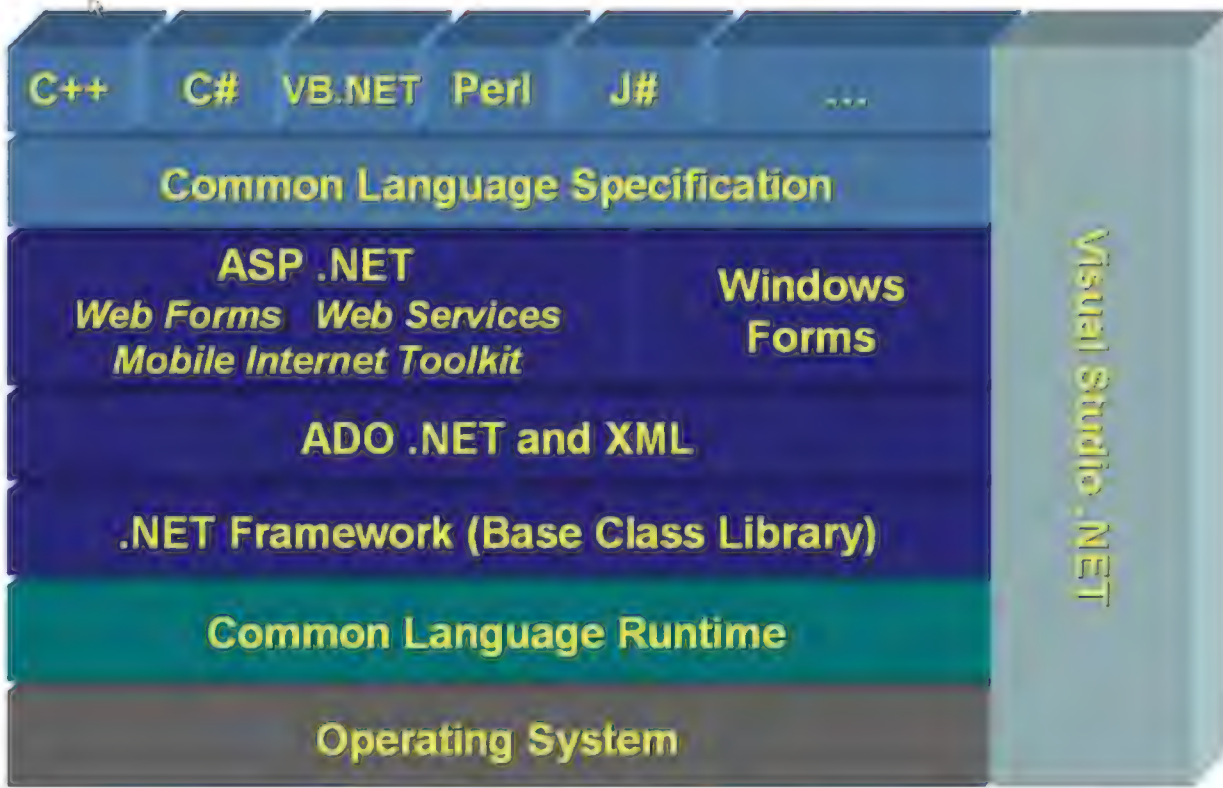 C++ C# VB.NET Perl J# ...
Common Language Specification
ASP .NET
Web Forms Web Services
Mobile Internet Toolkit
Windows
Forms
ADO .NET and XML
.NET Framework (Base Class Library)
Common Language Runtime
Operating System
Visual Studio .NET